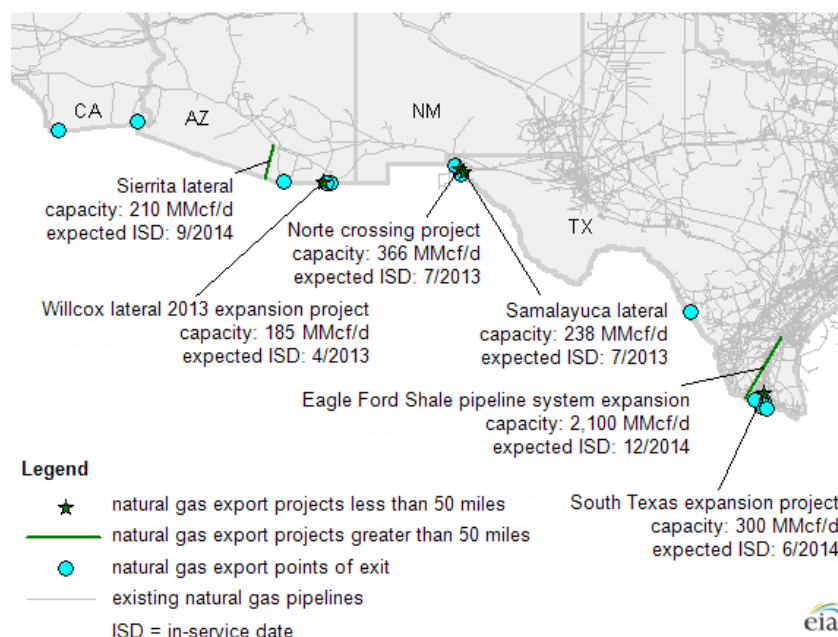 CA
AZ
NM
TX
Sierrita lateral
capacity: 210 MMcf/d
expected ISD: 9/2014
Norte crossing project
capacity: 366 MMcf/d
expected ISD: 7/2013
Willcox lateral 2013 expansion project
capacity: 185 MMcf/d
expected ISD: 4/2013
Samalayuca lateral
capacity: 238 MMcf/d
expected ISD: 7/2013
Eagle Ford Shale pipeline system expansion
capacity: 2,100 MMcf/d
expected ISD: 12/2014
South Texas expansion project
capacity: 300 MMcf/d
expected ISD: 6/2014
Legend
natural gas export projects less than 50 miles
natural gas export projects greater than 50 miles
natural gas export points of exit
existing natural gas pipelines
ISD = in-service date
eia